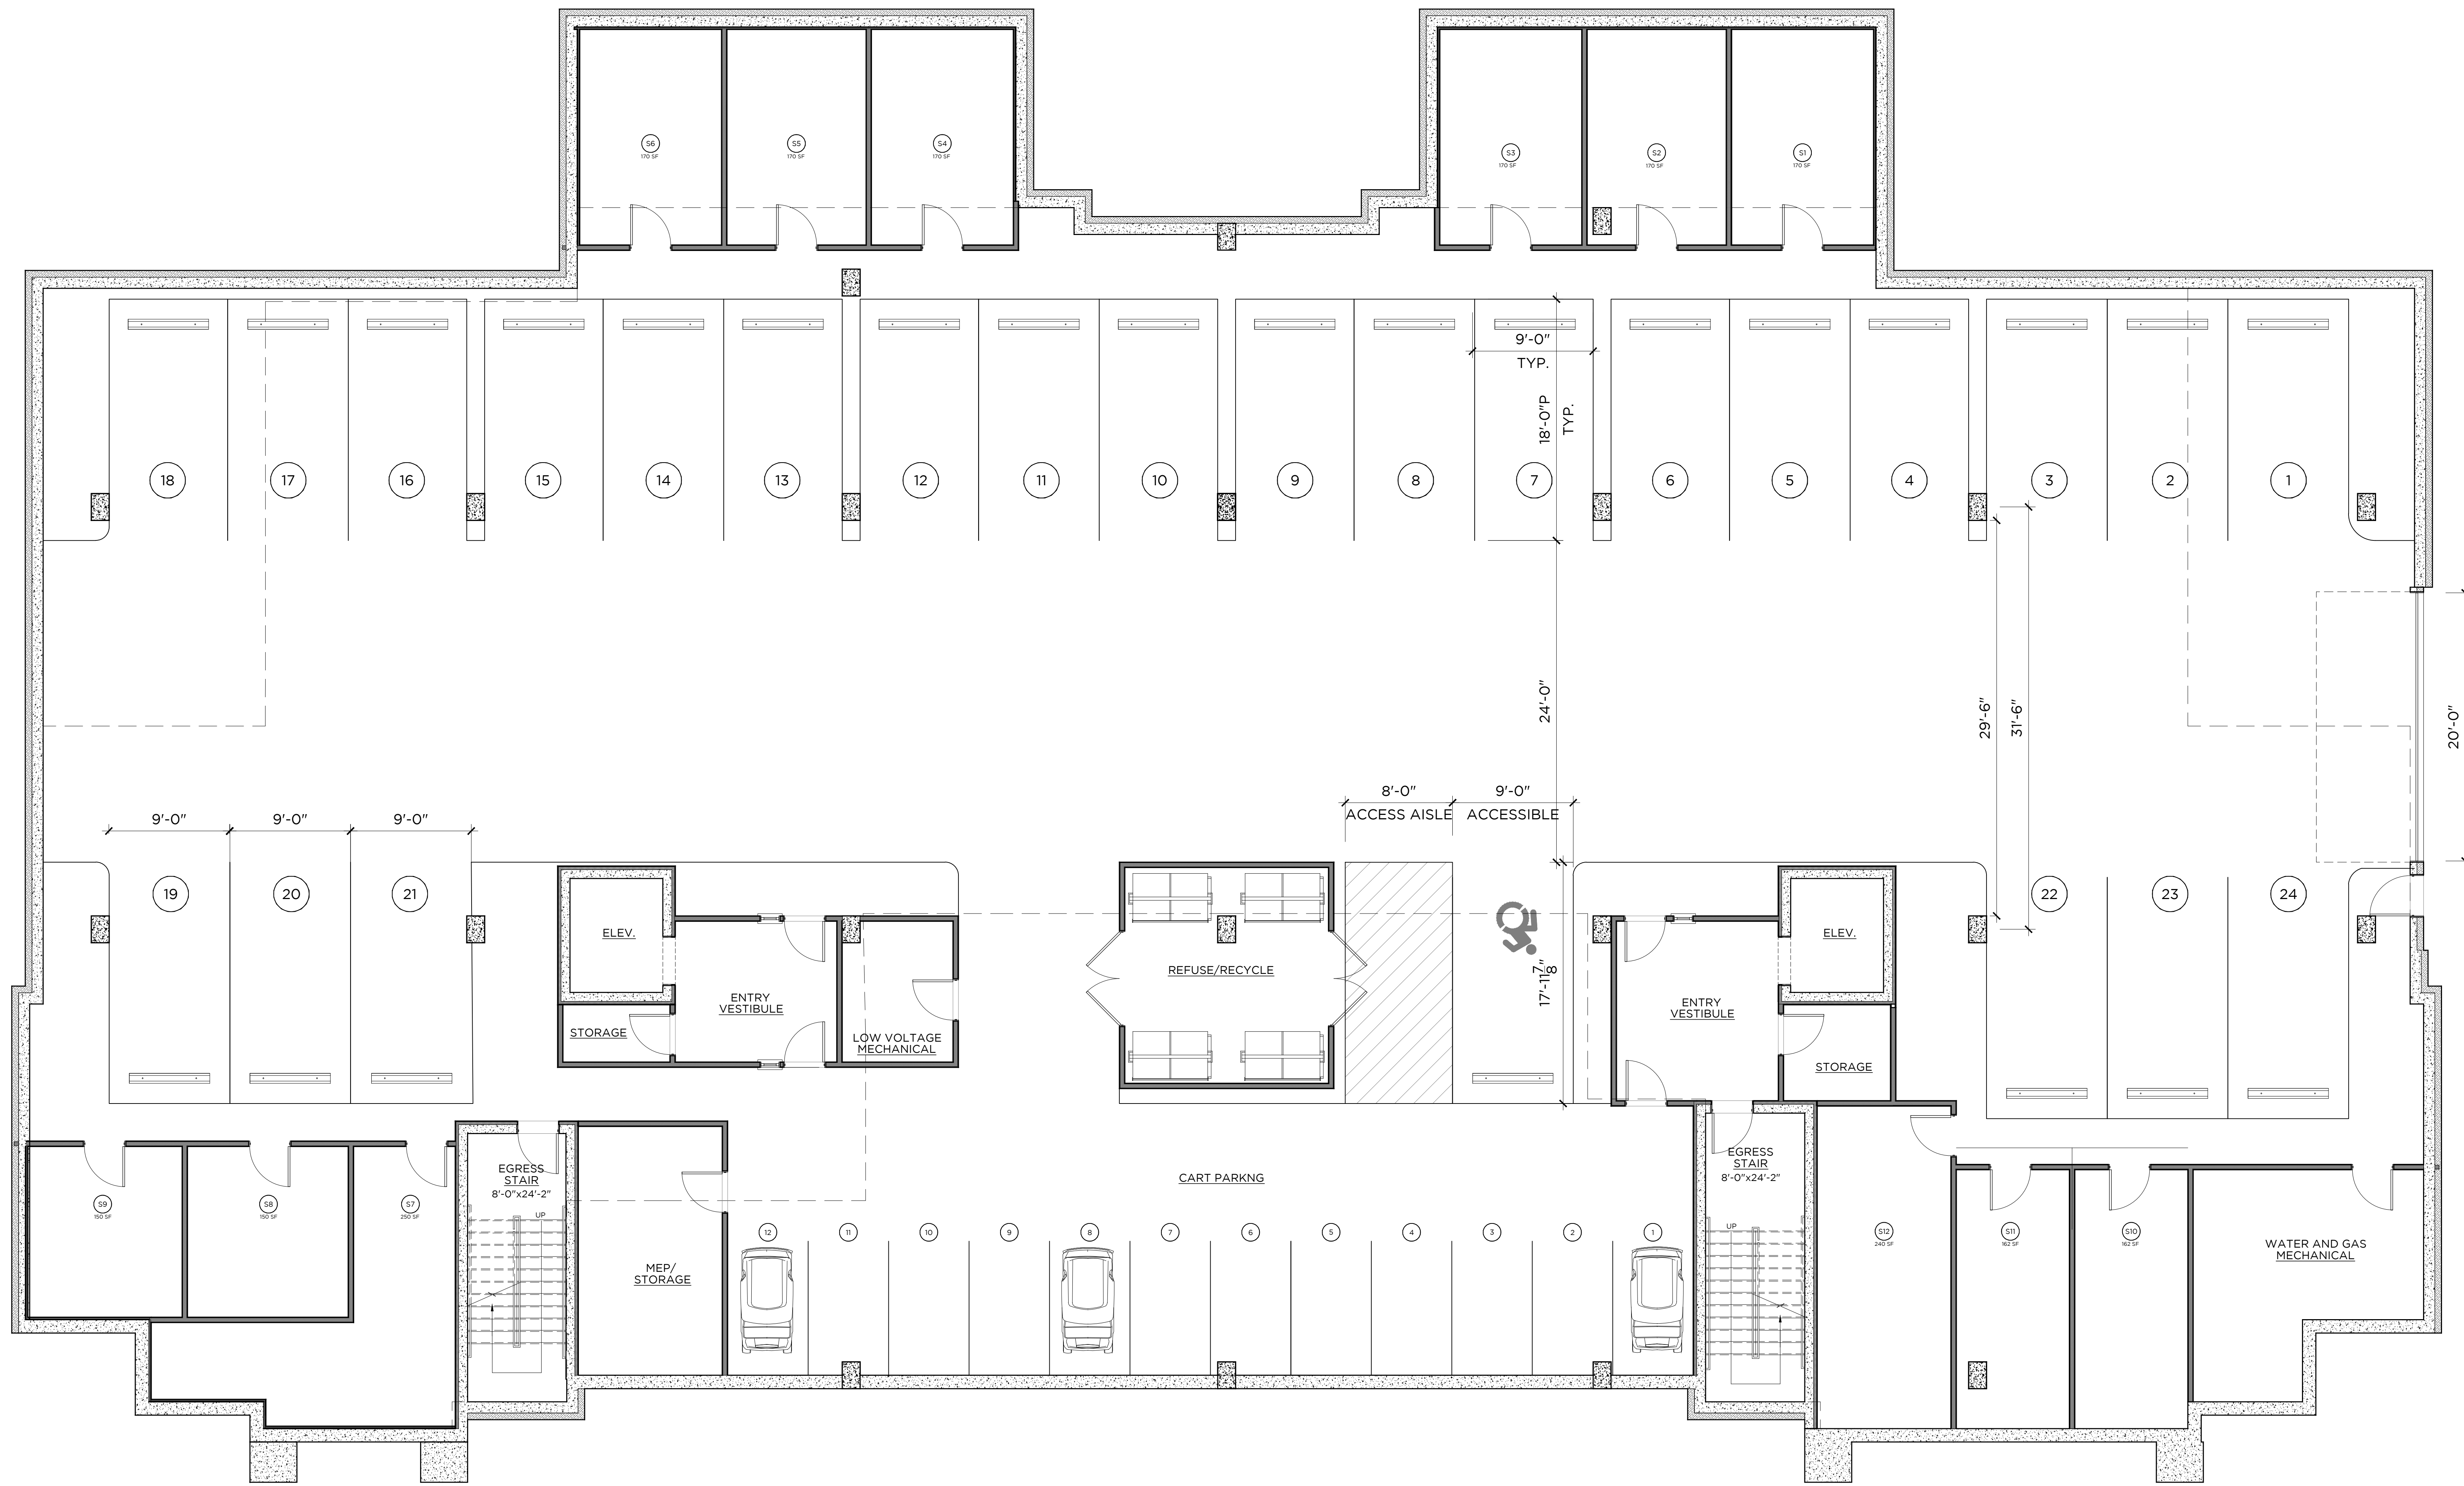 S6
170 SF
S5
170 SF
S4
170 SF
S3
170 SF
S2
170 SF
S1
170 SF
9'-0"
TYP.
18'-0"P
TYP.
18
17
16
15
14
13
12
11
10
9
8
7
6
5
4
3
2
1
24'-0"
29'-6"
31'-6"
20'-0"
8'-0"
ACCESS AISLE
9'-0"
ACCESSIBLE
9'-0"
9'-0"
9'-0"
19
20
21
22
23
24
ELEV.
ENTRY
VESTIBULE
STORAGE
LOW VOLTAGE
MECHANICAL
REFUSE/RECYCLE
17'-11 7/8"
ENTRY
VESTIBULE
ELEV.
STORAGE
S9
150 SF
S8
150 SF
S7
250 SF
EGRESS
STAIR
8'-0"x24'-2"
UP
MEP/
STORAGE
CART PARKNG
12
11
10
9
8
7
6
5
4
3
2
1
EGRESS
STAIR
8'-0"x24'-2"
UP
S12
240 SF
S11
162 SF
S10
162 SF
WATER AND GAS
MECHANICAL